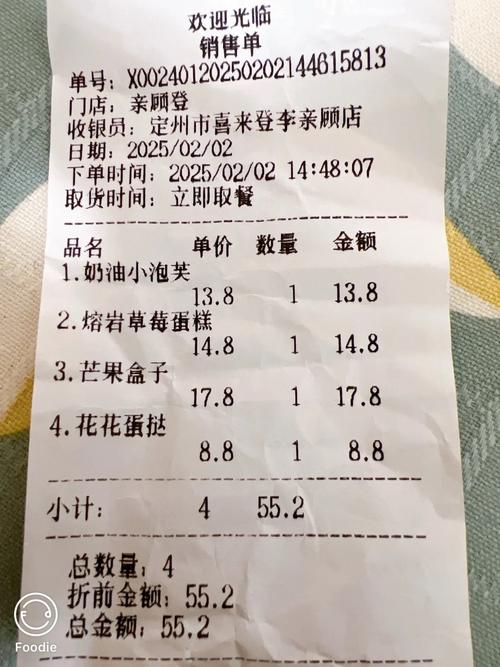 欢迎光临
销售单
单号：X00240120250202144615813
门店：亲顾登
收银员：定州市喜来登李亲顾店
日期：2025/02/02
下单时间：2025/02/02 14:48:07
取货时间：立即取餐
品名 单价 数量 金额
1.奶油小泡芙
13.8 1 13.8
2.熔岩草莓蛋糕
14.8 1 14.8
3.芒果盒子
17.8 1 17.8
4.花花蛋挞
8.8 1 8.8
小计： 4 55.2
总数量：4
折前金额：55.2
总金额：55.2
Foodie